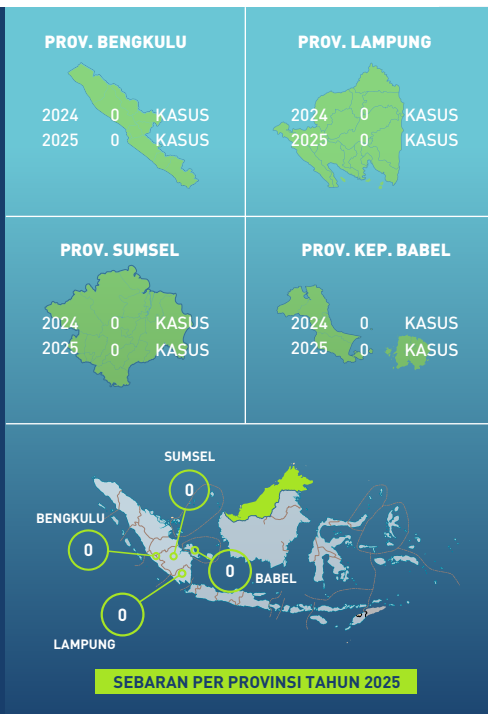 PROV. BENGKULU
2024 0 KASUS
2025 0 KASUS
PROV. LAMPUNG
2024 0 KASUS
2025 0 KASUS
PROV. SUMSEL
2024 0 KASUS
2025 0 KASUS
PROV. KEP. BABEL
2024 0 KASUS
2025 0 KASUS
SUMSEL
0
BENGKULU
0
0
BABEL
0
LAMPUNG
SEBARAN PER PROVINSI TAHUN 2025